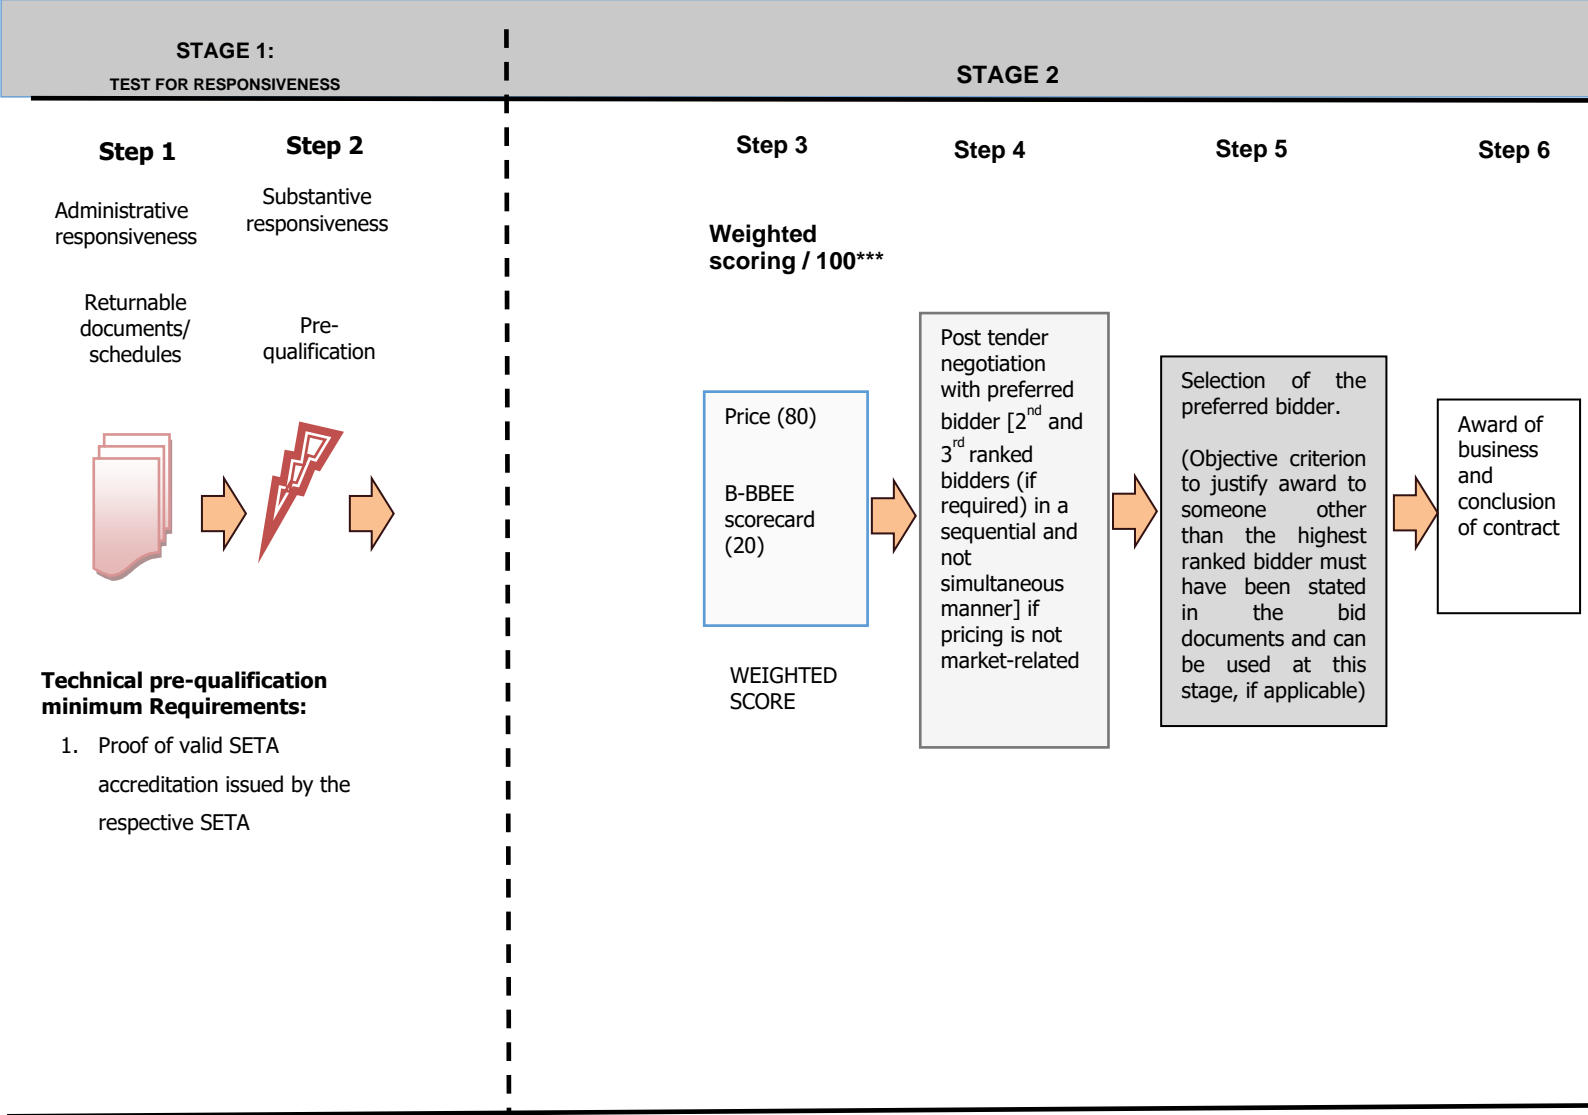 STAGE 1:
TEST FOR RESPONSIVENESS
STAGE 2
Step 1
Administrative
responsiveness
Returnable
documents/
schedules
Step 2
Substantive
responsiveness
Pre-
qualification
Technical pre-qualification
minimum Requirements:
1. Proof of valid SETA
accreditation issued by the
respective SETA
Step 3
Weighted
scoring / 100***
Price (80)
B-BBEE
scorecard
(20)
WEIGHTED
SCORE
Step 4
Post tender
negotiation
with preferred
bidder [2nd and
3rd ranked
bidders (if
required) in a
sequential and
not
simultaneous
manner] if
pricing is not
market-related
Step 5
Selection of the
preferred bidder.
(Objective criterion
to justify award to
someone other
than the highest
ranked bidder must
have been stated
in the bid
documents and can
be used at this
stage, if applicable)
Step 6
Award of
business
and
conclusion
of contract